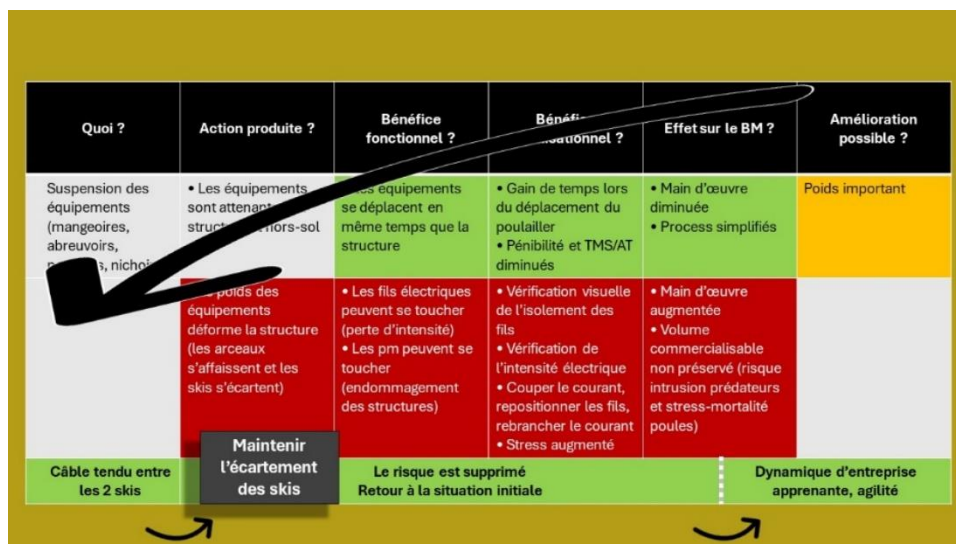 Quoi ?
Action produite ?
Bénéfice
fonctionnel ?
?
Effet sur le BM ?
Amélioration
possible ?
Suspension des
équipements
(mangeoires,
abreuvoirs,
• Les équipements
sont attenants
hors-sol
équipements
se déplacent en
même temps que la
structure
• Gain de temps lors
du déplacement du
poulailler
• Pénibilité et TMS/AT
diminués
• Main d'œuvre
diminuée
• Process simplifiés
Poids important
poids des
équipements
déforme la structure
(les arceaux
s'affaissent et les
skis s'écartent)
• Les fils électriques
peuvent se toucher
(perte d'intensité)
• Les pm peuvent se
toucher
(endommagement
des structures)
• Vérification visuelle
de l'isolement des
fils
• Vérification de
l'intensité électrique
• Couper le courant,
repositionner les fils,
rebrancher le courant
• Stress augmenté
• Main d'œuvre
augmentée
• Volume
commercialisable
non préservé (risque
intrusion prédateurs
et stress-mortalité
poules)
Câble tendu entre
les 2 skis
Maintenir
l'écartement
des skis
Le risque est supprimé
Retour à la situation initiale
Dynamique d'entreprise
apprenante, agilité